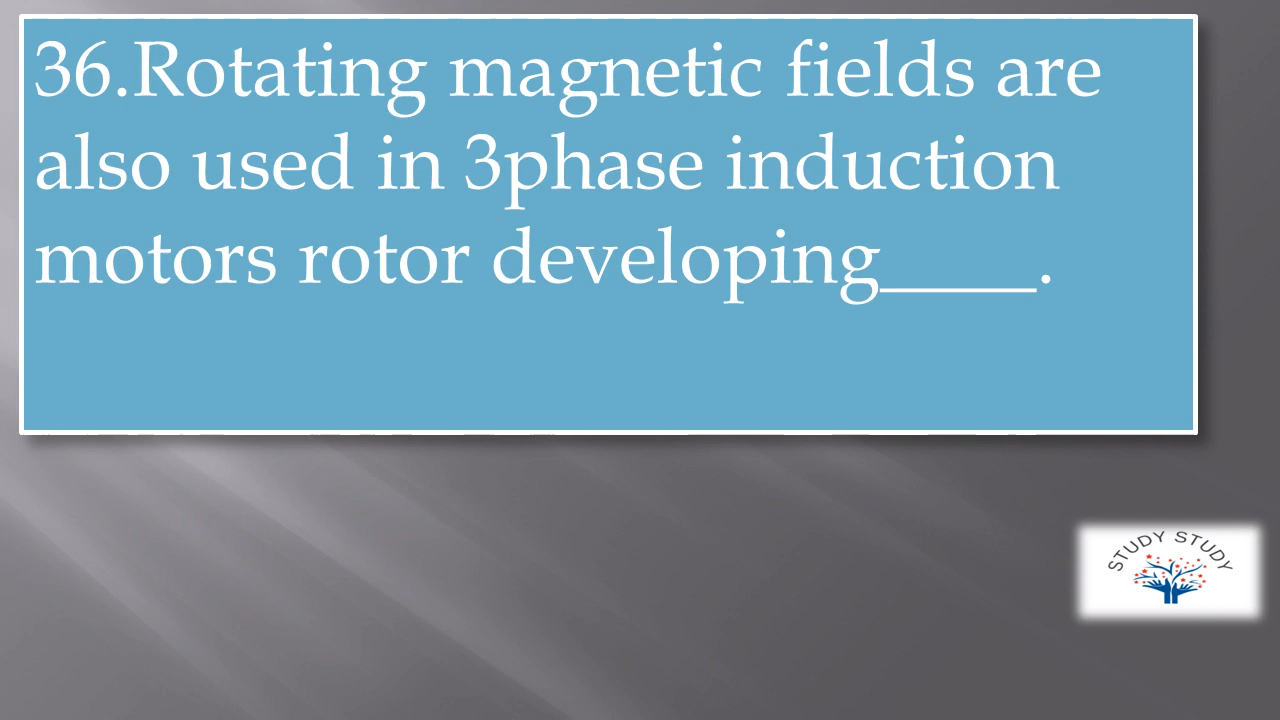 36.Rotating magnetic fields are
also used in 3phase induction
motors rotor developing____.
STUDY STUDY